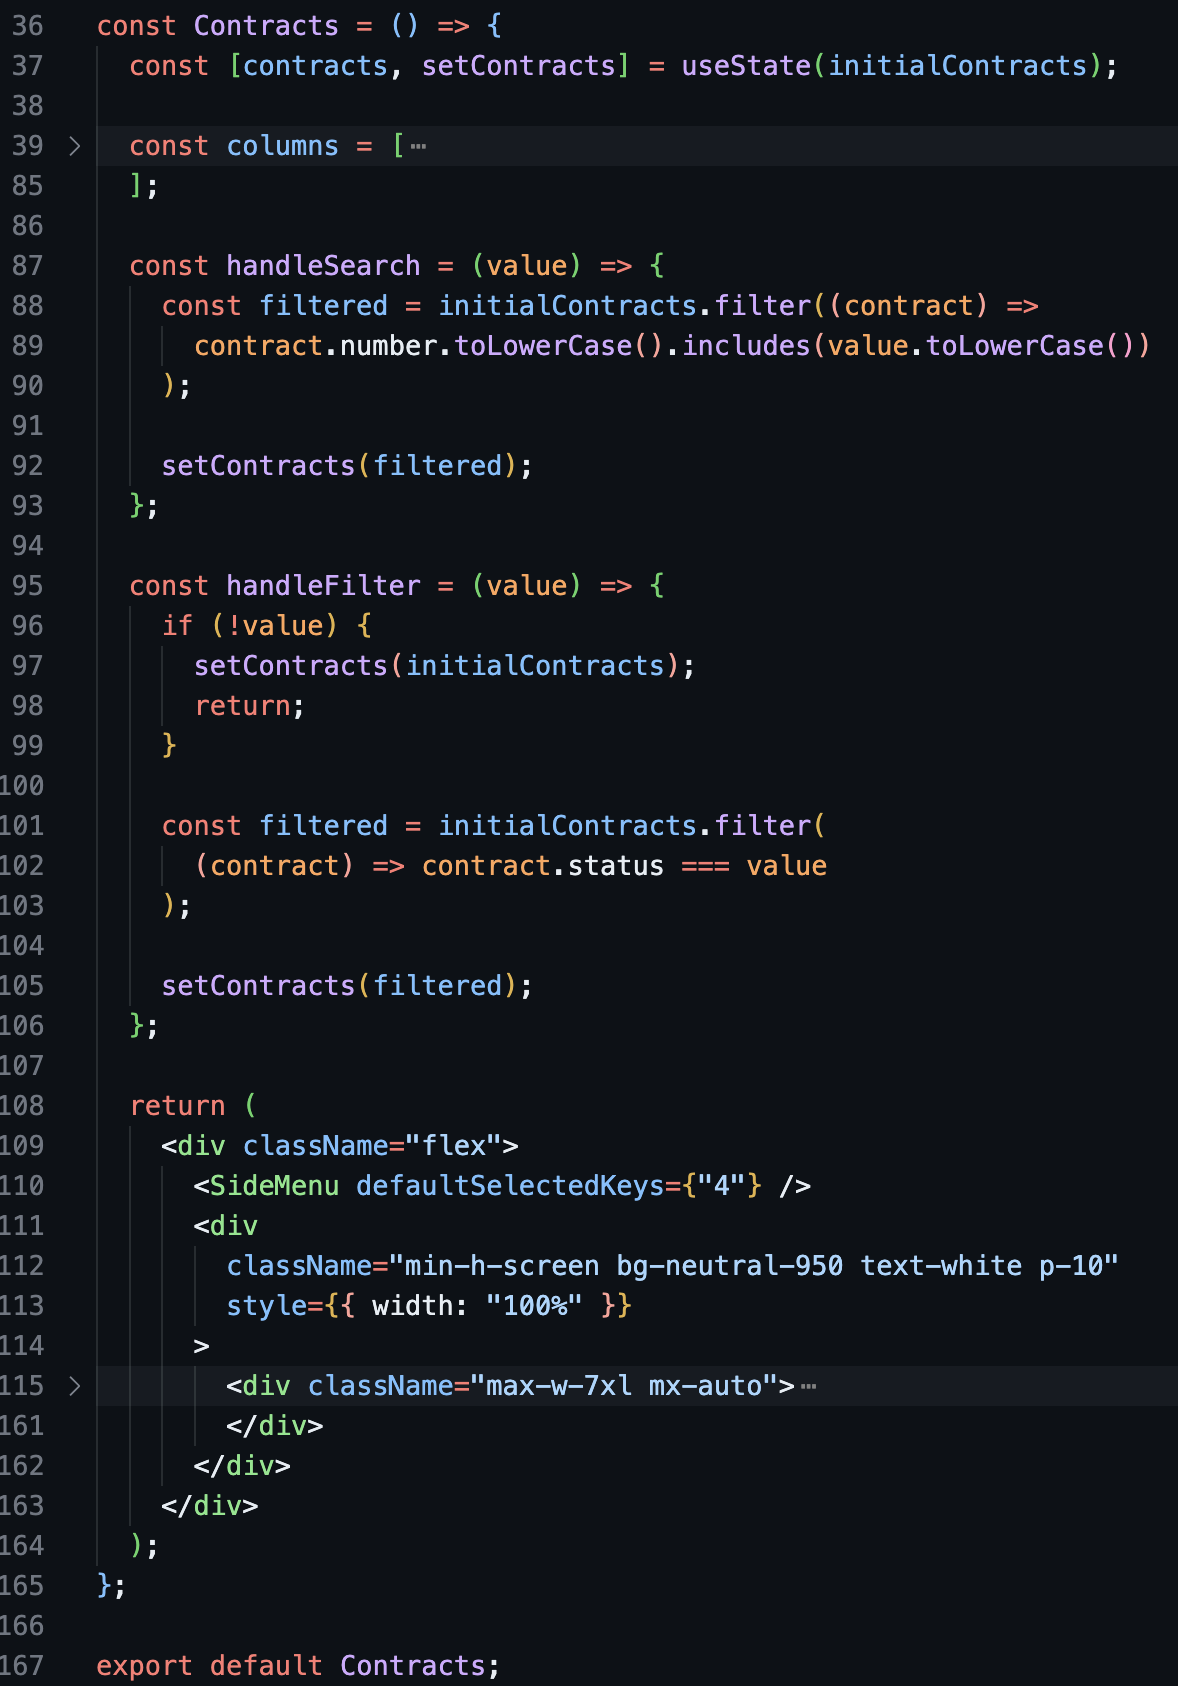 36 const Contracts = () => {
37 const [contracts, setContracts] = useState(initialContracts);
38
39 > const columns = [ ⋯
85 ];
86
87 const handleSearch = (value) => {
88 const filtered = initialContracts.filter((contract) =>
89 contract.number.toLowerCase().includes(value.toLowerCase())
90 );
91
92 setContracts(filtered);
93 };
94
95 const handleFilter = (value) => {
96 if (!value) {
97 setContracts(initialContracts);
98 return;
99 }
100
101 const filtered = initialContracts.filter(
102 (contract) => contract.status === value
103 );
104
105 setContracts(filtered);
106 };
107
108 return (
109 <div className="flex">
110 <SideMenu defaultSelectedKeys={"4"} />
111 <div
112 className="min-h-screen bg-neutral-950 text-white p-10"
113 style={{ width: "100%" }}
114 >
115 > <div className="max-w-7xl mx-auto"> ⋯
161 </div>
162 </div>
163 </div>
164 );
165 };
166
167 export default Contracts;